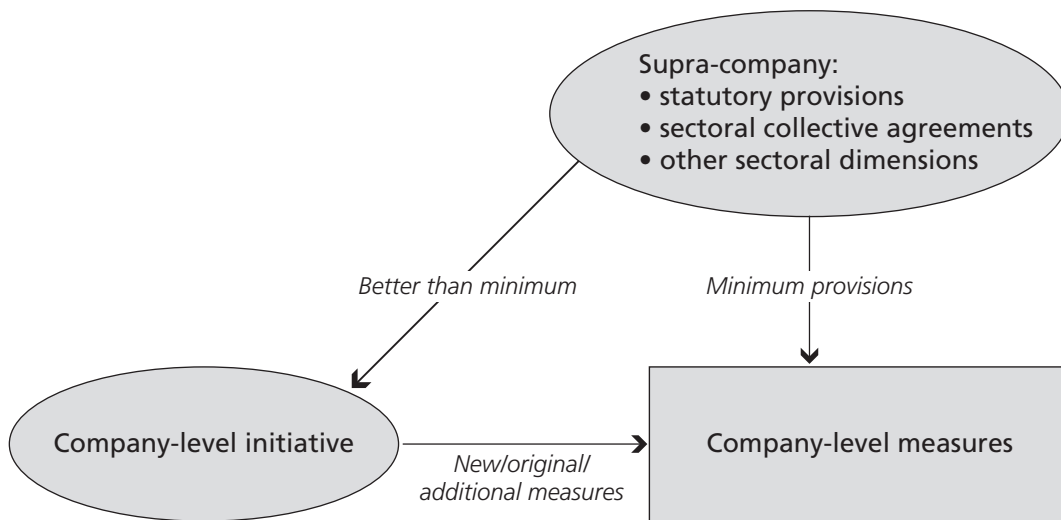 Supra-company:
• statutory provisions
• sectoral collective agreements
• other sectoral dimensions
Better than minimum
Minimum provisions
Company-level initiative
New/original/
additional measures
Company-level measures